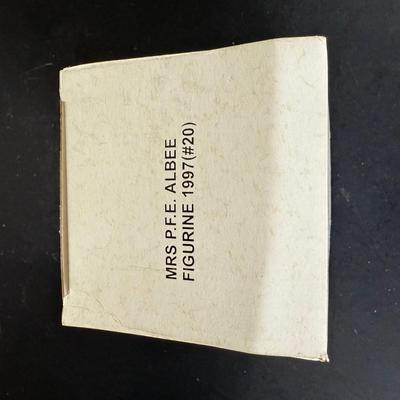 MRS P.F.E. ALBEE
FIGURINE 1997(#20)